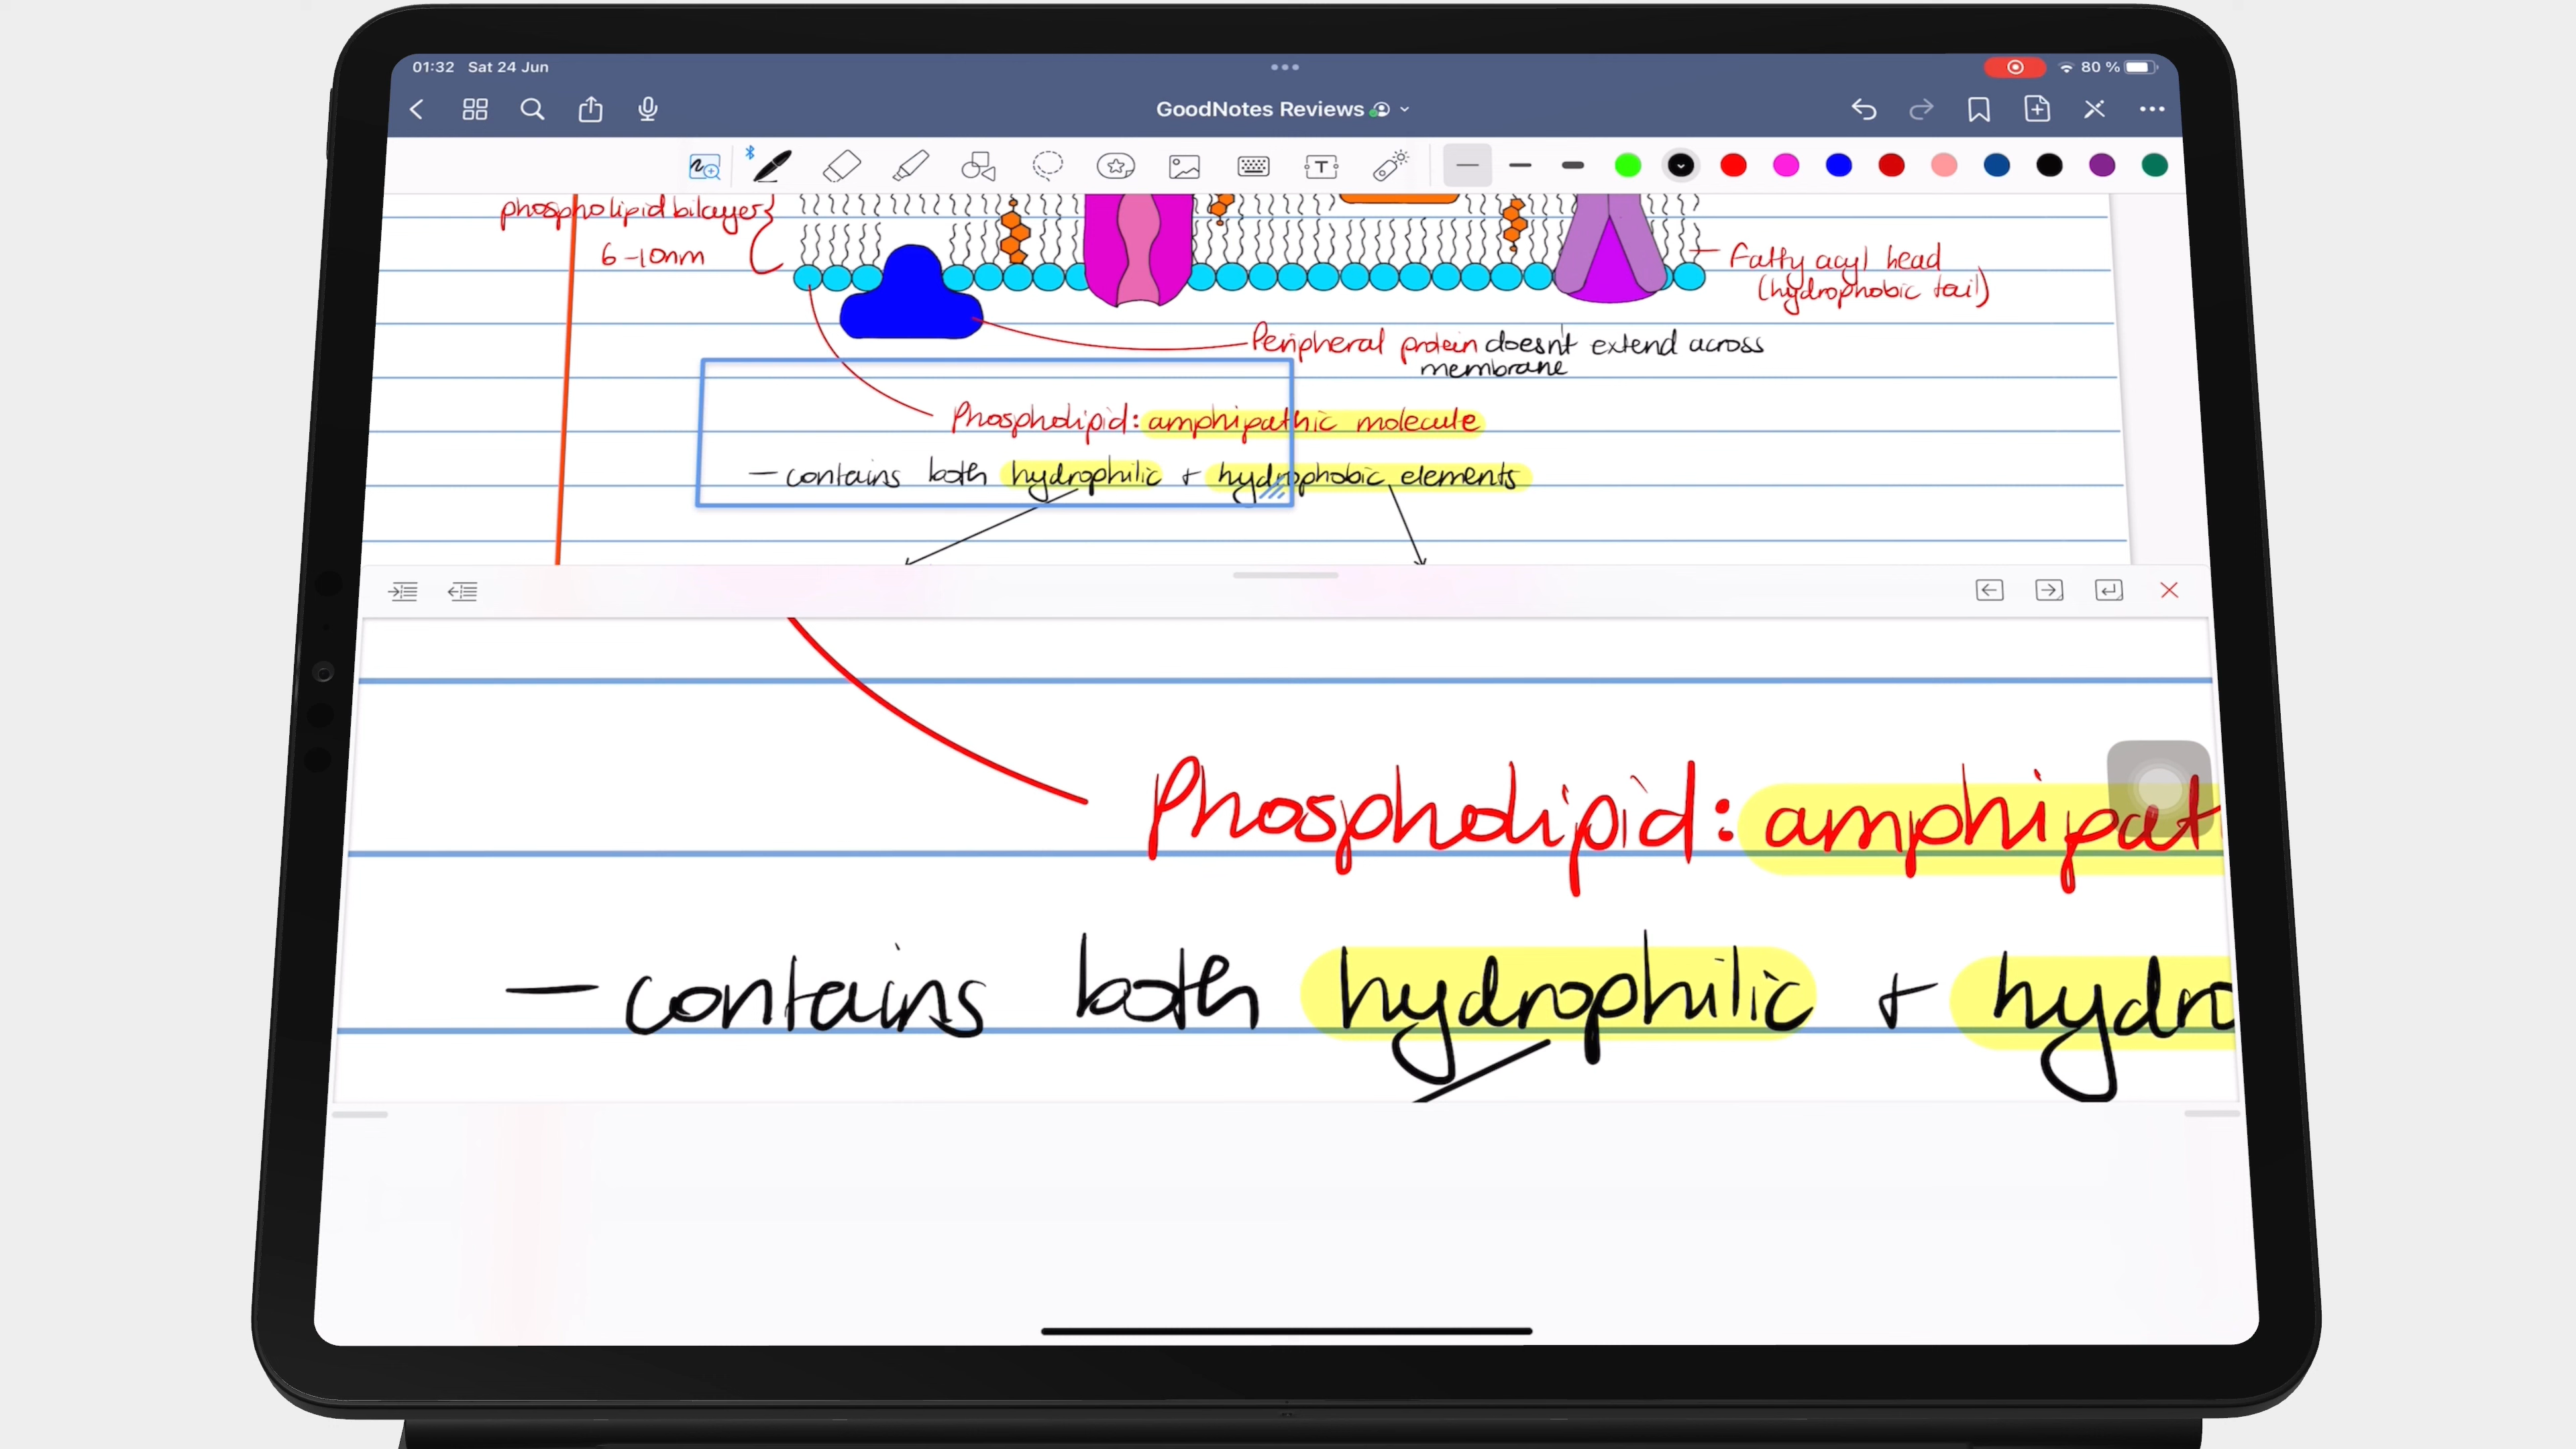 01:32 Sat 24 Jun
80 %
GoodNotes Reviews
T
phospholipid bilayer
6-10nm
Fatty acyl head
(hydrophobic tail)
Peripheral protein doesn't extend across
membrane
Phospholipid: amphipathic molecule
- contains both hydrophilic + hydrophobic elements
Phospholipid: amphipat
- contains both hydrophilic + hydro